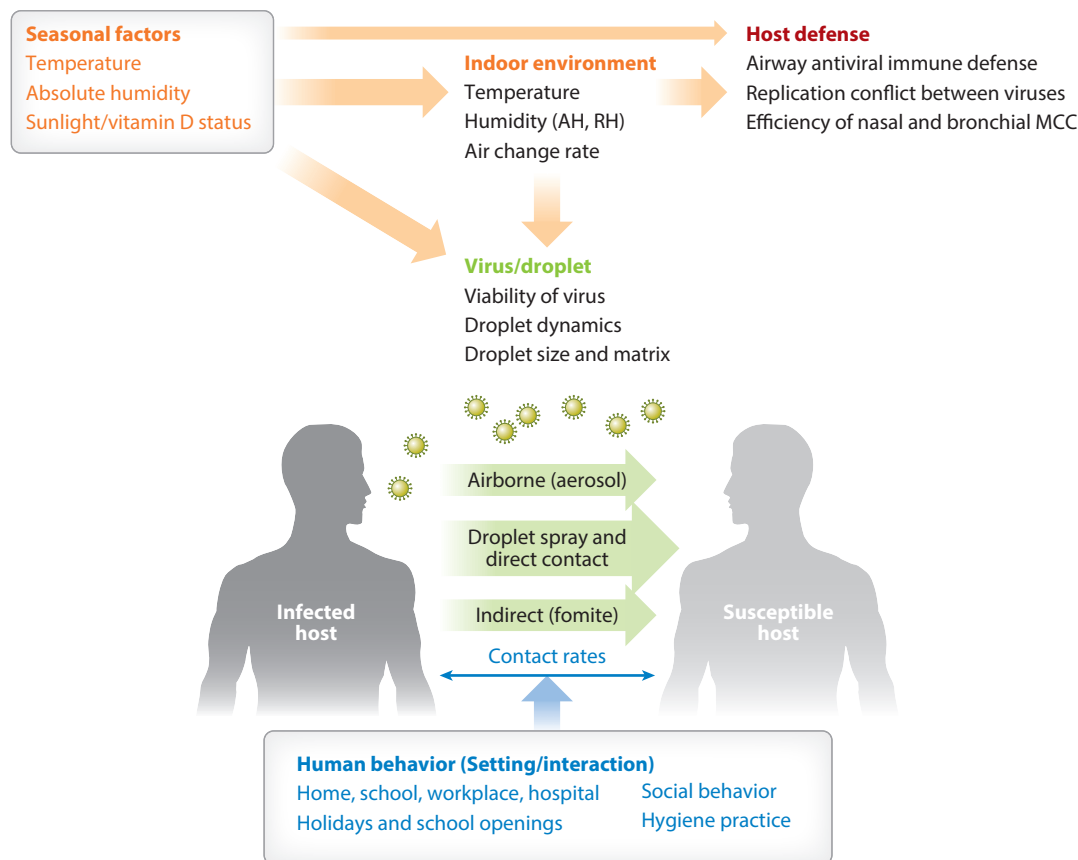 Seasonal factors
Temperature
Absolute humidity
Sunlight/vitamin D status
Indoor environment
Temperature
Humidity (AH, RH)
Air change rate
Host defense
Airway antiviral immune defense
Replication conflict between viruses
Efficiency of nasal and bronchial MCC
Virus/droplet
Viability of virus
Droplet dynamics
Droplet size and matrix
Airborne (aerosol)
Droplet spray and
direct contact
Indirect (fomite)
Infected
host
Susceptible
host
Contact rates
Human behavior (Setting/interaction)
Home, school, workplace, hospital
Holidays and school openings
Social behavior
Hygiene practice